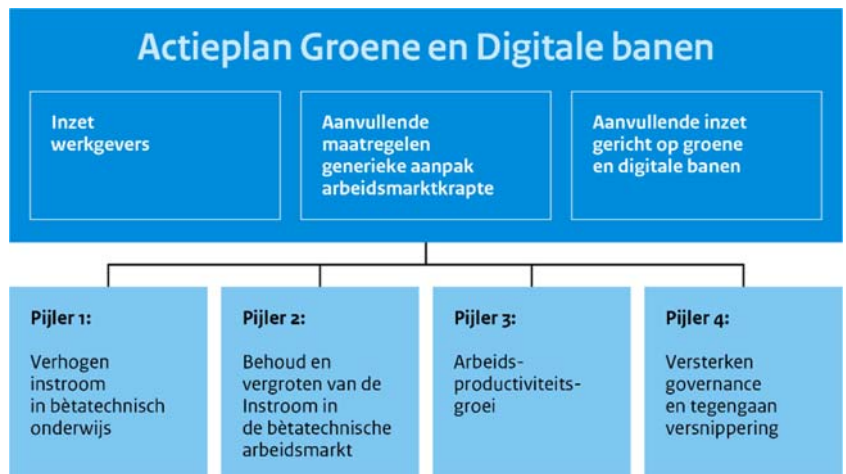 Actieplan Groene en Digitale banen
Inzet
werkgevers
Aanvullende
maatregelen
generieke aanpak
arbeidsmarktkrapte
Aanvullende inzet
gericht op groene
en digitale banen
Pijler 1:
Verhogen
instroom
in bètatechnisch
onderwijs
Pijler 2:
Behoud en
vergroten van de
Instroom in
de bètatechnische
arbeidsmarkt
Pijler 3:
Arbeids-
productiviteits-
groei
Pijler 4:
Versterken
governance
en tegengaan
versnippering